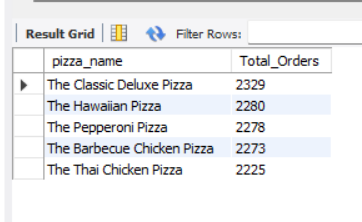 Result Grid Filter Rows:
pizza_name Total_Orders
The Classic Deluxe Pizza 2329
The Hawaiian Pizza 2280
The Pepperoni Pizza 2278
The Barbecue Chicken Pizza 2273
The Thai Chicken Pizza 2225